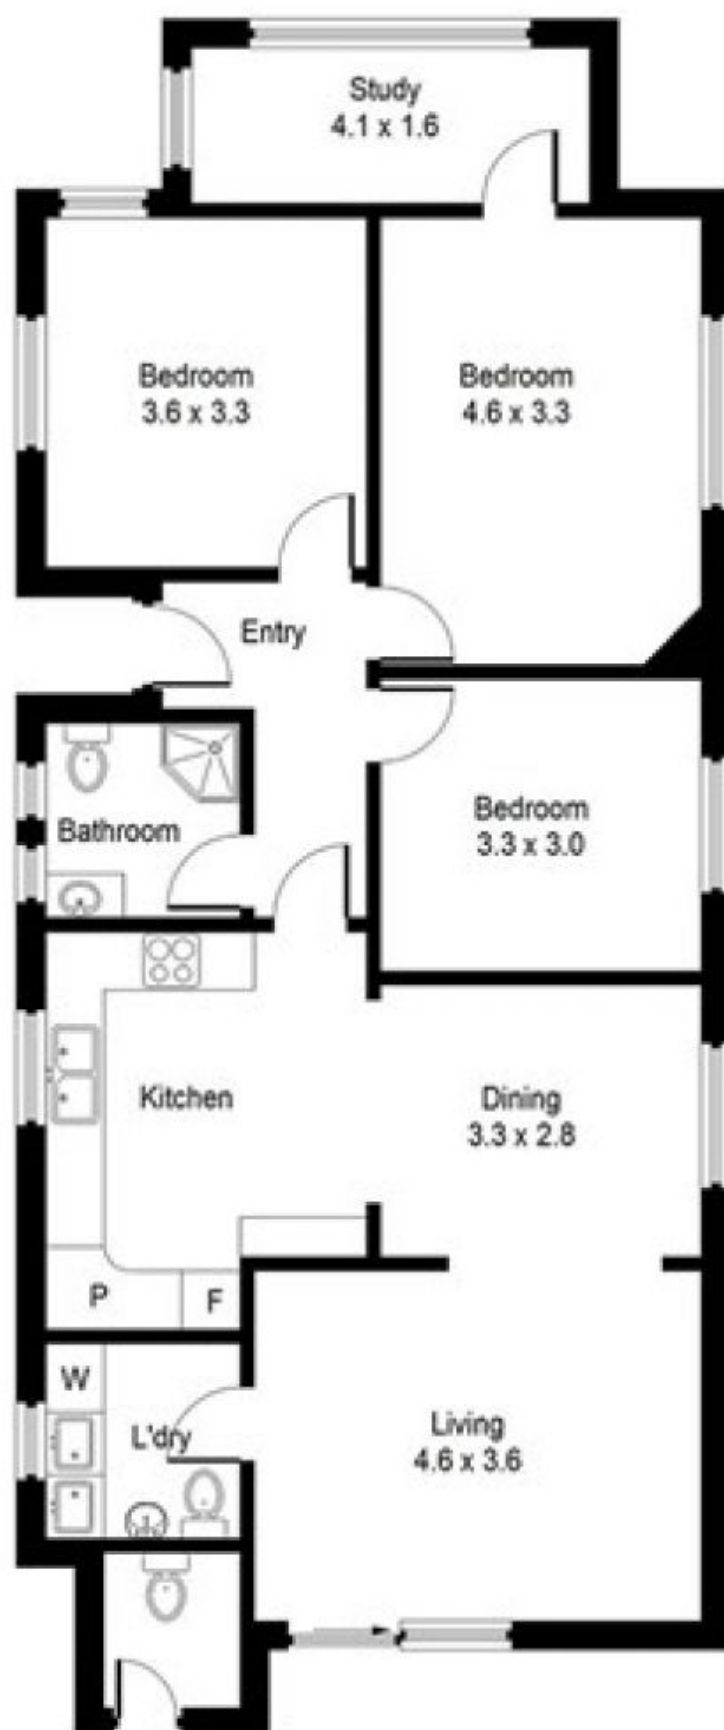 Study
4.1 x 1.6
Bedroom
3.6 x 3.3
Bedroom
4.6 x 3.3
Entry
Bathroom
Bedroom
3.3 x 3.0
Kitchen
Dining
3.3 x 2.8
P
F
W
L'dry
Living
4.6 x 3.6